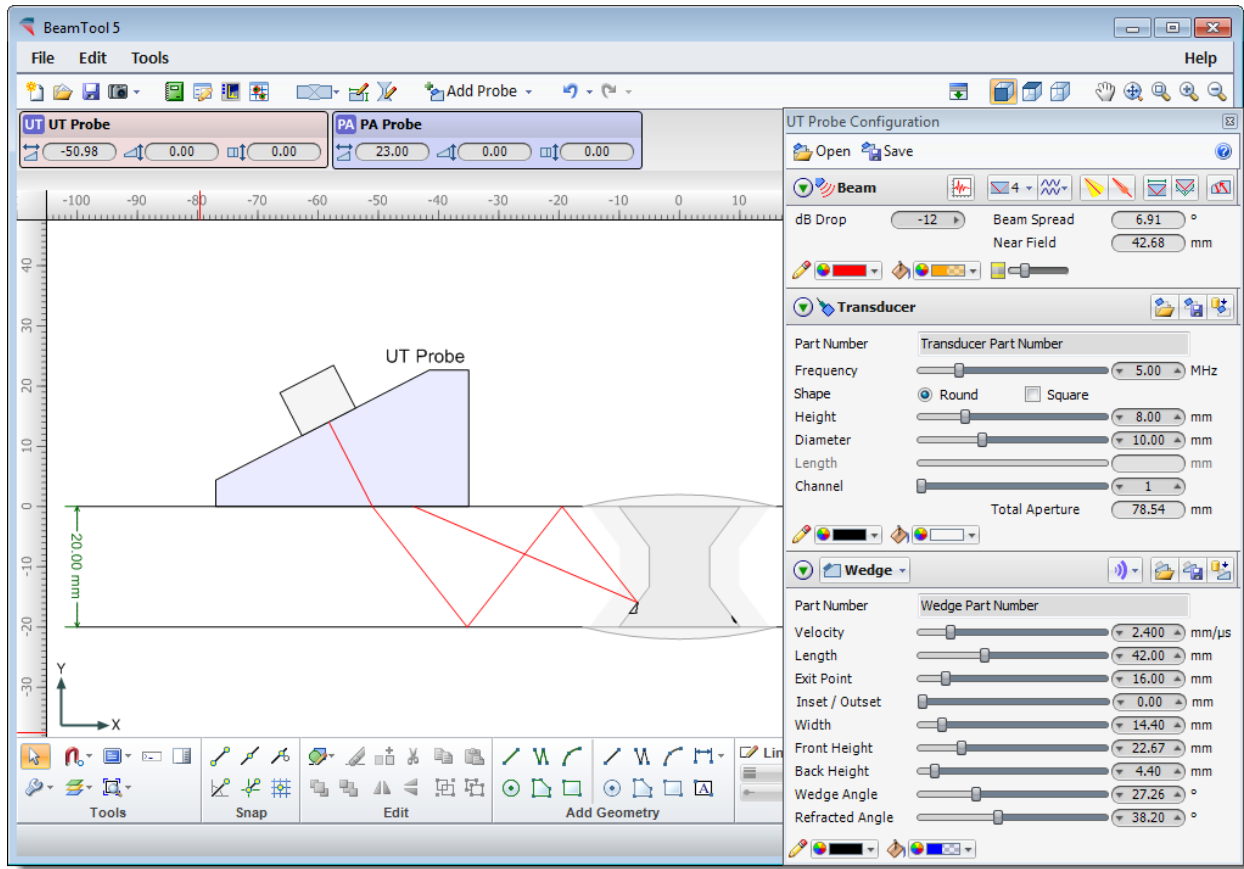 BeamTool 5
File Edit Tools Help
Add Probe
UT UT Probe PA PA Probe
-50.98 0.00 0.00 23.00 0.00 0.00
-100 -90 -80 -70 -60 -50 -40 -30 -20 -10 0 10
40
30
20
10
0
-10
-20
-30
UT Probe
20.00 mm
Y
X
UT Probe Configuration
Open Save
Beam 4
dB Drop -12 Beam Spread 6.91 °
Near Field 42.68 mm
Transducer
Part Number Transducer Part Number
Frequency 5.00 MHz
Shape Round Square
Height 8.00 mm
Diameter 10.00 mm
Length mm
Channel 1
Total Aperture 78.54 mm
Wedge
Part Number Wedge Part Number
Velocity 2.400 mm/µs
Length 42.00 mm
Exit Point 16.00 mm
Inset / Outset 0.00 mm
Width 14.40 mm
Front Height 22.67 mm
Back Height 4.40 mm
Wedge Angle 27.26 °
Refracted Angle 38.20 °
Lin
Tools Snap Edit Add Geometry